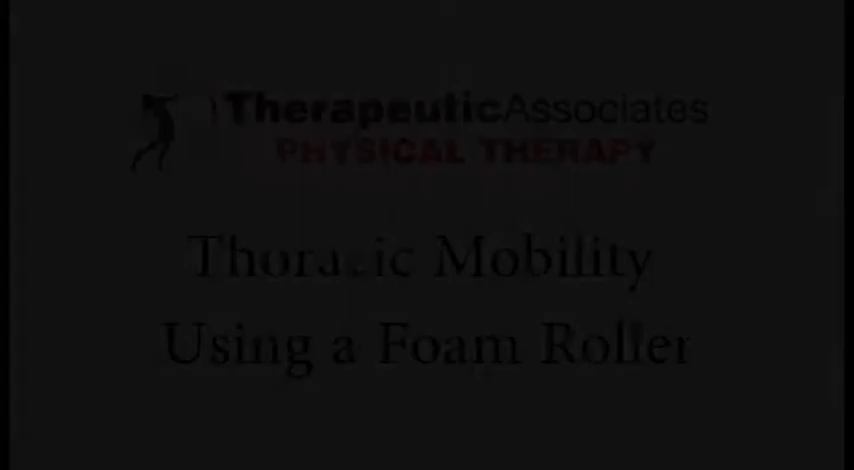 TherapeuticAssociates
PHYSICAL THERAPY
Thoracic Mobility
Using a Foam Roller